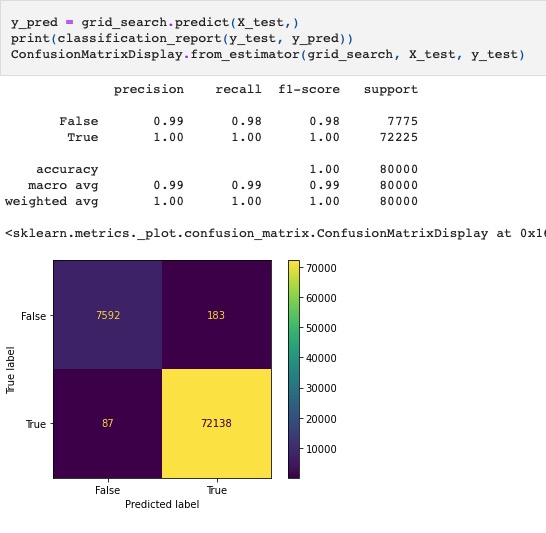 y_pred = grid_search.predict(X_test,)
print(classification_report(y_test, y_pred))
ConfusionMatrixDisplay.from_estimator(grid_search, X_test, y_test)
precision recall f1-score support
False 0.99 0.98 0.98 7775
True 1.00 1.00 1.00 72225
accuracy 1.00 80000
macro avg 0.99 0.99 0.99 80000
weighted avg 1.00 1.00 1.00 80000
<sklearn.metrics._plot.confusion_matrix.ConfusionMatrixDisplay at 0x16
70000
60000
50000
40000
30000
20000
10000
True label
False
7592
183
True
87
72138
False
True
Predicted label